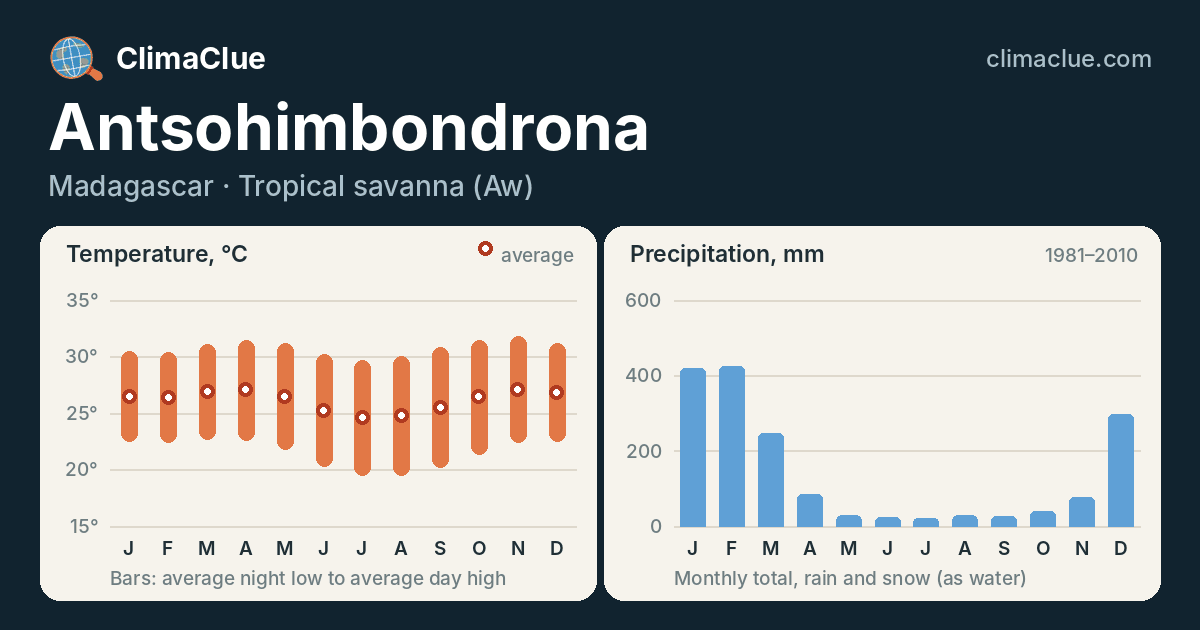 ClimaClue
climaclue.com
Antsohimbondrona
Madagascar · Tropical savanna (Aw)
Temperature, °C
average
35°
30°
25°
20°
15°
J F M A M J J A S O N D
Bars: average night low to average day high
Precipitation, mm
1981–2010
600
400
200
0
J F M A M J J A S O N D
Monthly total, rain and snow (as water)